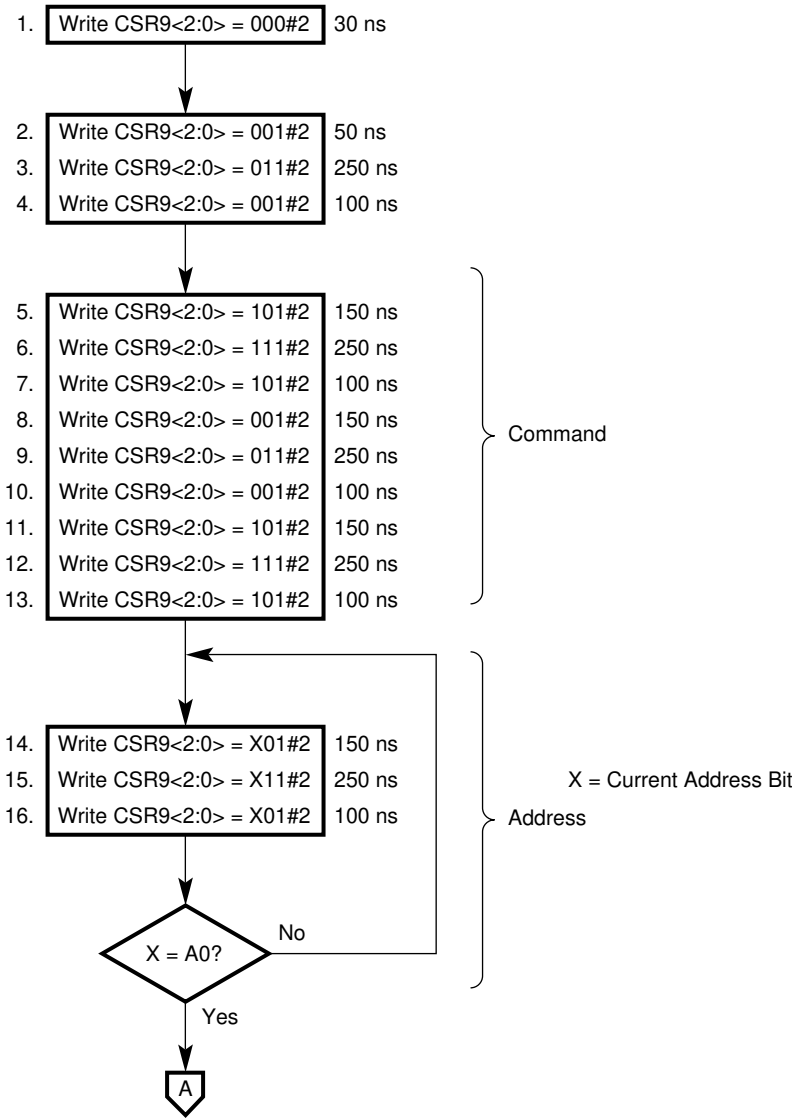 1. Write CSR9<2:0> = 000#2 30 ns
2. Write CSR9<2:0> = 001#2 50 ns
3. Write CSR9<2:0> = 011#2 250 ns
4. Write CSR9<2:0> = 001#2 100 ns
5. Write CSR9<2:0> = 101#2 150 ns
6. Write CSR9<2:0> = 111#2 250 ns
7. Write CSR9<2:0> = 101#2 100 ns
8. Write CSR9<2:0> = 001#2 150 ns
9. Write CSR9<2:0> = 011#2 250 ns
10. Write CSR9<2:0> = 001#2 100 ns
11. Write CSR9<2:0> = 101#2 150 ns
12. Write CSR9<2:0> = 111#2 250 ns
13. Write CSR9<2:0> = 101#2 100 ns
Command
14. Write CSR9<2:0> = X01#2 150 ns
15. Write CSR9<2:0> = X11#2 250 ns
16. Write CSR9<2:0> = X01#2 100 ns
X = Current Address Bit
Address
X = A0?
No
Yes
A